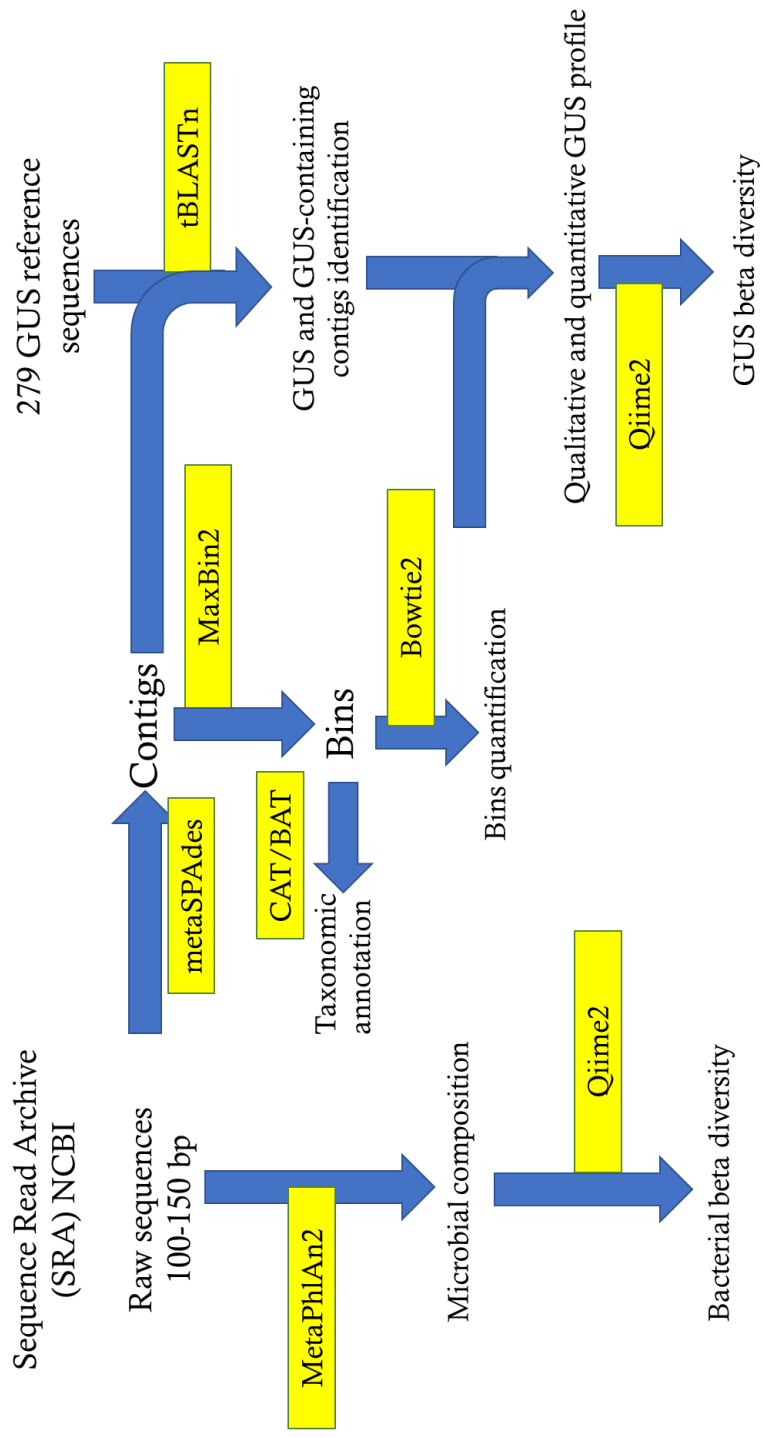 Sequence Read Archive
(SRA) NCBI
Raw sequences
100-150 bp
MetaPhlAn2
Microbial composition
Qiime2
Bacterial beta diversity
metaSPAdes
Contigs
MaxBin2
CAT/BAT
Bins
Taxonomic
annotation
Bowtie2
Bins quantification
279 GUS reference
sequences
tBLASTn
GUS and GUS-containing
contigs identification
Qualitative and quantitative GUS profile
Qiime2
GUS beta diversity